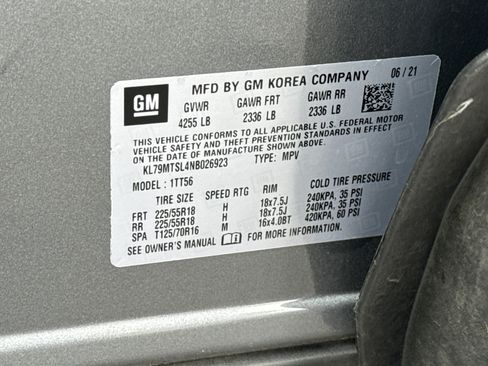 GM
MFD BY GM KOREA COMPANY 06/21
GVWR GAWR FRT GAWR RR
4255 LB 2336 LB 2336 LB
THIS VEHICLE CONFORMS TO ALL APPLICABLE U.S. FEDERAL MOTOR
VEHICLE SAFETY AND THEFT PREVENTION STANDARDS IN EFFECT ON
THE DATE OF MANUFACTURE SHOWN ABOVE.
KL79MTSL4NB026923 TYPE: MPV
MODEL: 1TT56
TIRE SIZE SPEED RTG RIM COLD TIRE PRESSURE
FRT 225/55R18 H 18x7.5J 240KPA, 35 PSI
RR 225/55R18 H 18x7.5J 240KPA, 35 PSI
SPA T125/70R16 M 16x4.0BT 420KPA, 60 PSI
SEE OWNER'S MANUAL FOR MORE INFORMATION.